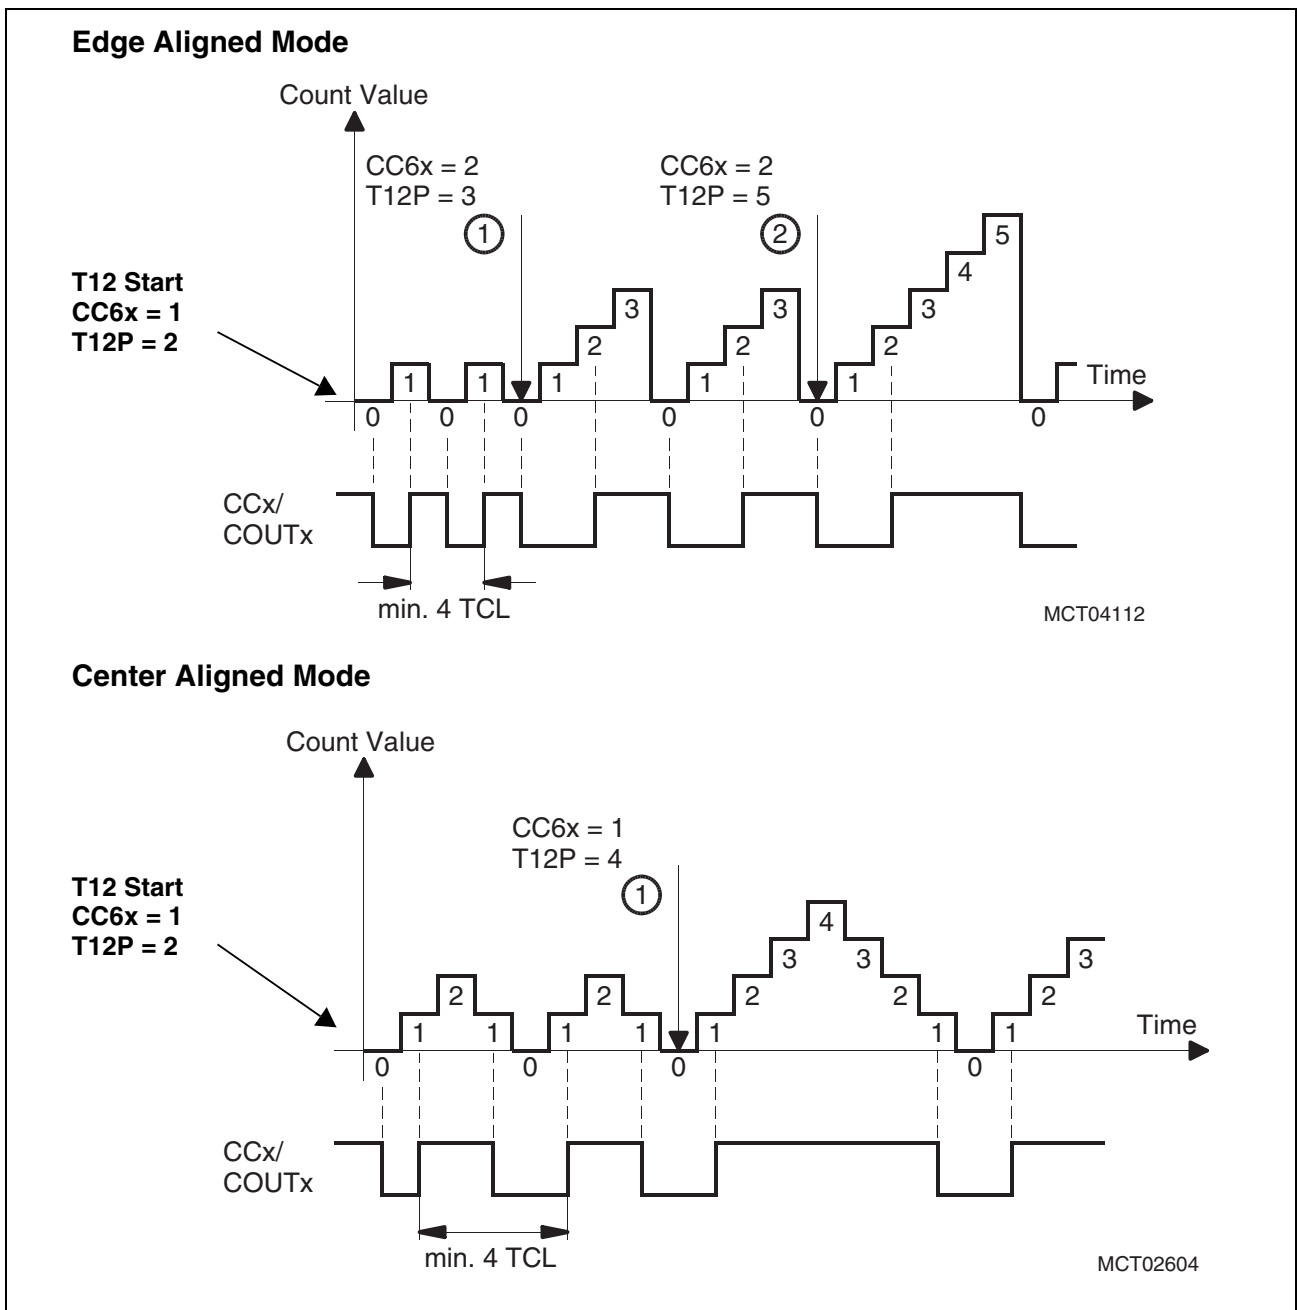 Edge Aligned Mode
Count Value
CC6x = 2
T12P = 3
1
CC6x = 2
T12P = 5
2
T12 Start
CC6x = 1
T12P = 2
0 1 0 1 0 1 2 3 0 1 2 3 0 1 2 3 4 5 0
Time
CCx/
COUTx
min. 4 TCL
MCT04112
Center Aligned Mode
Count Value
CC6x = 1
T12P = 4
1
T12 Start
CC6x = 1
T12P = 2
0 1 2 1 0 1 2 1 0 1 2 3 4 3 2 1 0 1 2 3
Time
CCx/
COUTx
min. 4 TCL
MCT02604